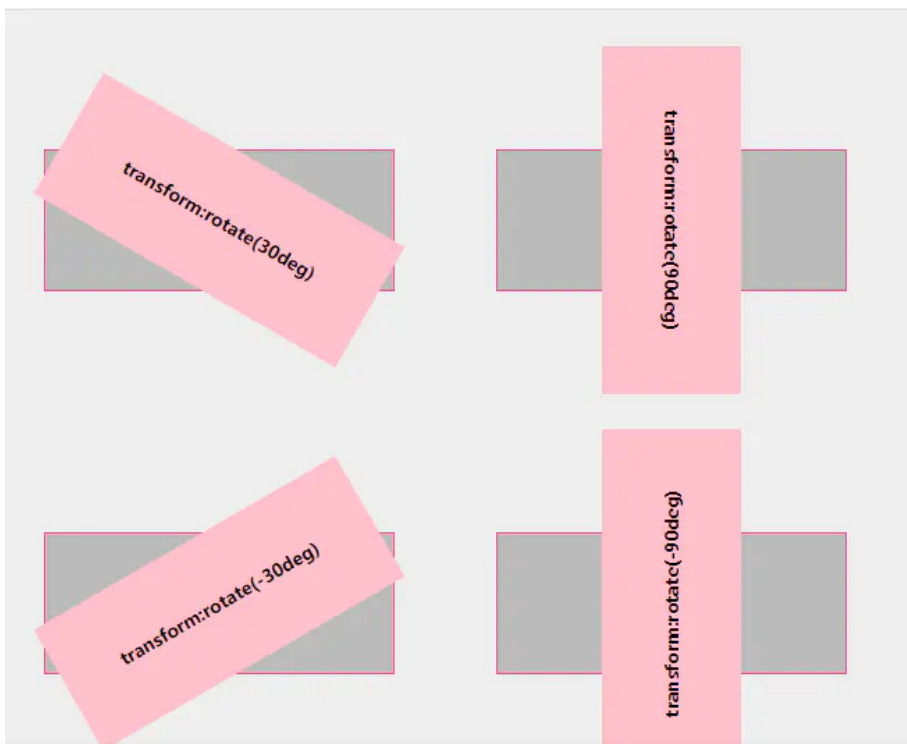 transform:rotate(30deg)
transform:rotate(90deg)
transform:rotate(-30deg)
transform:rotate(-90deg)